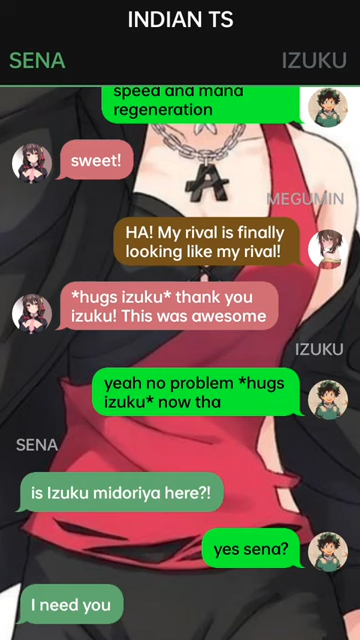 INDIAN TS
SENA
IZUKU
speed and mana
regeneration
sweet!
MEGUMIN
HA! My rival is finally
looking like my rival!
*hugs izuku* thank you
izuku! This was awesome
IZUKU
yeah no problem *hugs
izuku* now tha
SENA
is Izuku midoriya here?!
yes sena?
I need you